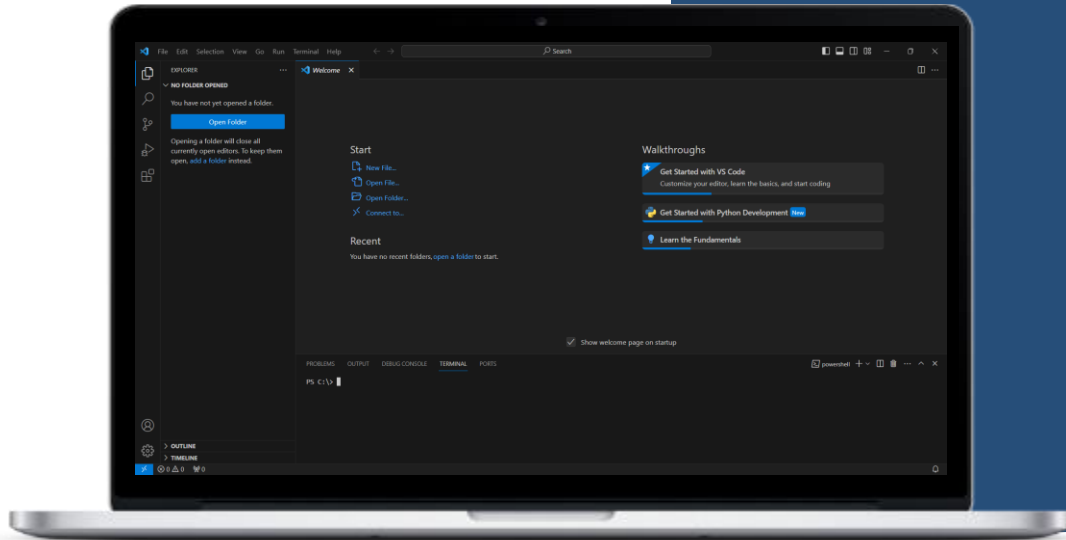 File Edit Selection View Go Run Terminal Help
Search
EXPLORER
NO FOLDER OPENED
You have not yet opened a folder.
Open Folder
Opening a folder will close all
currently open editors. To keep them
open, add a folder instead.
OUTLINE
TIMELINE
0 0 0
Welcome
Start
New File...
Open File...
Open Folder...
Connect to...
Recent
You have no recent folders, open a folder to start.
Walkthroughs
Get Started with VS Code
Customize your editor, learn the basics, and start coding
Get Started with Python Development New
Learn the Fundamentals
Show welcome page on startup
PROBLEMS OUTPUT DEBUG CONSOLE TERMINAL PORTS
powershell
PS C:\>